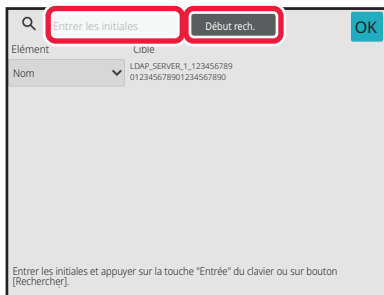 Entrer les initiales
Début rech.
OK
Elément
Cible
Nom
LDAP_SERVER_1_123456789
012345678901234567890
Entrer les initiales et appuyer sur la touche "Entrée" du clavier ou sur bouton
[Rechercher].